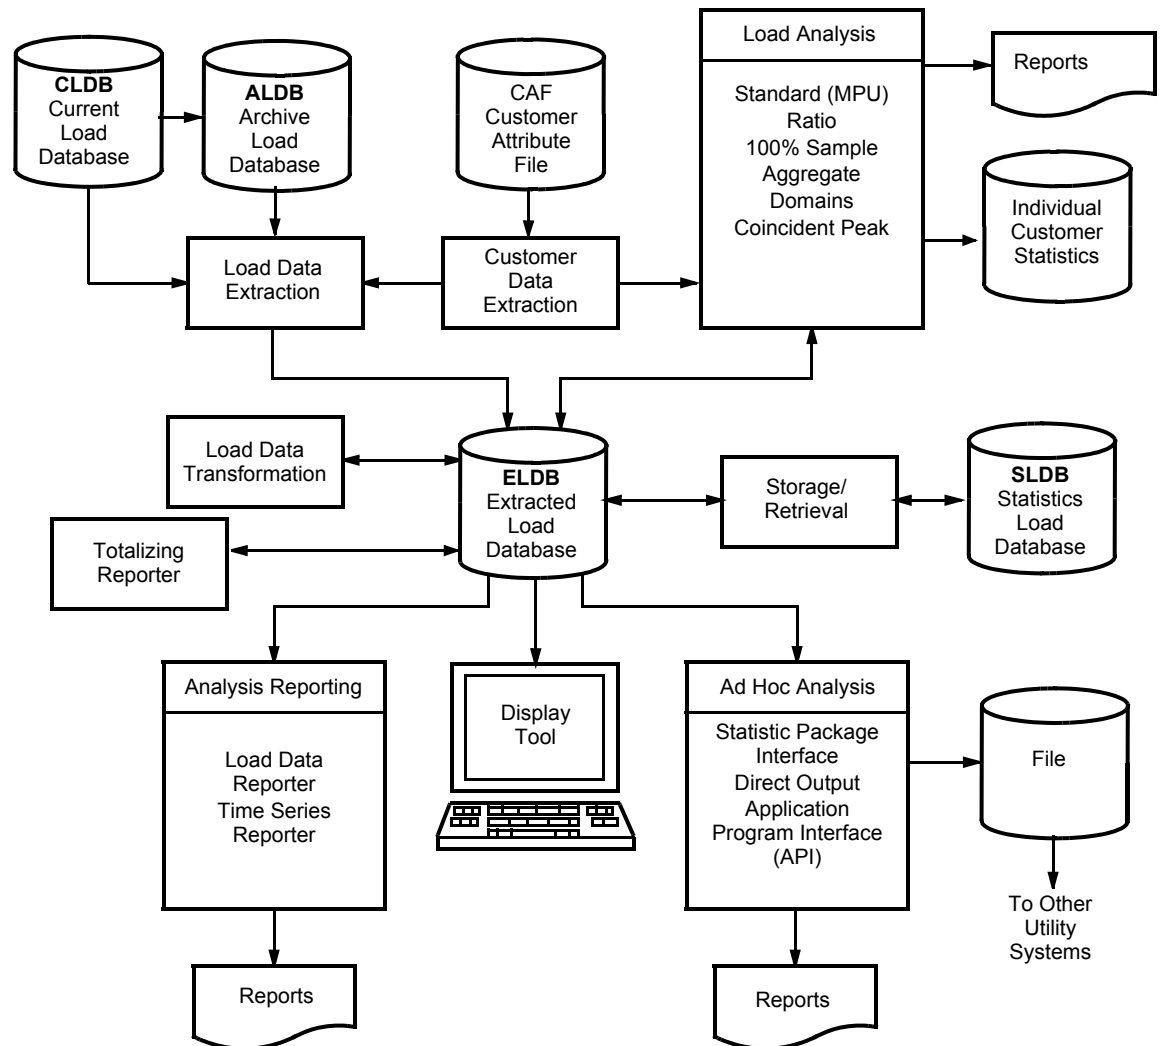 CLDB
Current
Load
Database
ALDB
Archive
Load
Database
CAF
Customer
Attribute
File
Load Analysis
Standard (MPU)
Ratio
100% Sample
Aggregate
Domains
Coincident Peak
Reports
Individual
Customer
Statistics
Load Data
Extraction
Customer
Data
Extraction
Load Data
Transformation
ELDB
Extracted
Load
Database
Storage/
Retrieval
SLDB
Statistics
Load
Database
Totalizing
Reporter
Analysis Reporting
Load Data
Reporter
Time Series
Reporter
Display
Tool
Ad Hoc Analysis
Statistic Package
Interface
Direct Output
Application
Program Interface
(API)
File
To Other
Utility
Systems
Reports
Reports